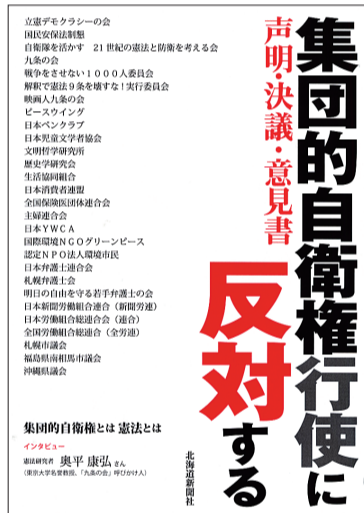 集団的自衛権行使に
反対する
声明・決議・意見書
立憲デモクラシーの会
国民安保法制懇
自衛隊を活かす 21世紀の憲法と防衛を考える会
九条の会
戦争をさせない1000人委員会
解釈で憲法9条を壊すな!実行委員会
映画人九条の会
ピースウイング
日本ペンクラブ
日本児童文学者協会
文明哲学研究所
歴史学研究会
生活協同組合
日本消費者連盟
全国保険医団体連合会
主婦連合会
日本YWCA
国際環境NGOグリーンピース
認定NPO法人環境市民
日本弁護士連合会
札幌弁護士会
明日の自由を守る若手弁護士の会
日本新聞労働組合連合(新聞労連)
日本労働組合総連合会(連合)
全国労働組合総連合(全労連)
札幌市議会
福島県南相馬市議会
沖縄県議会
集団的自衛権とは 憲法とは
インタビュー
憲法研究者 奥平 康弘さん
(東京大学名誉教授、「九条の会」呼びかけ人)
北海道新聞社